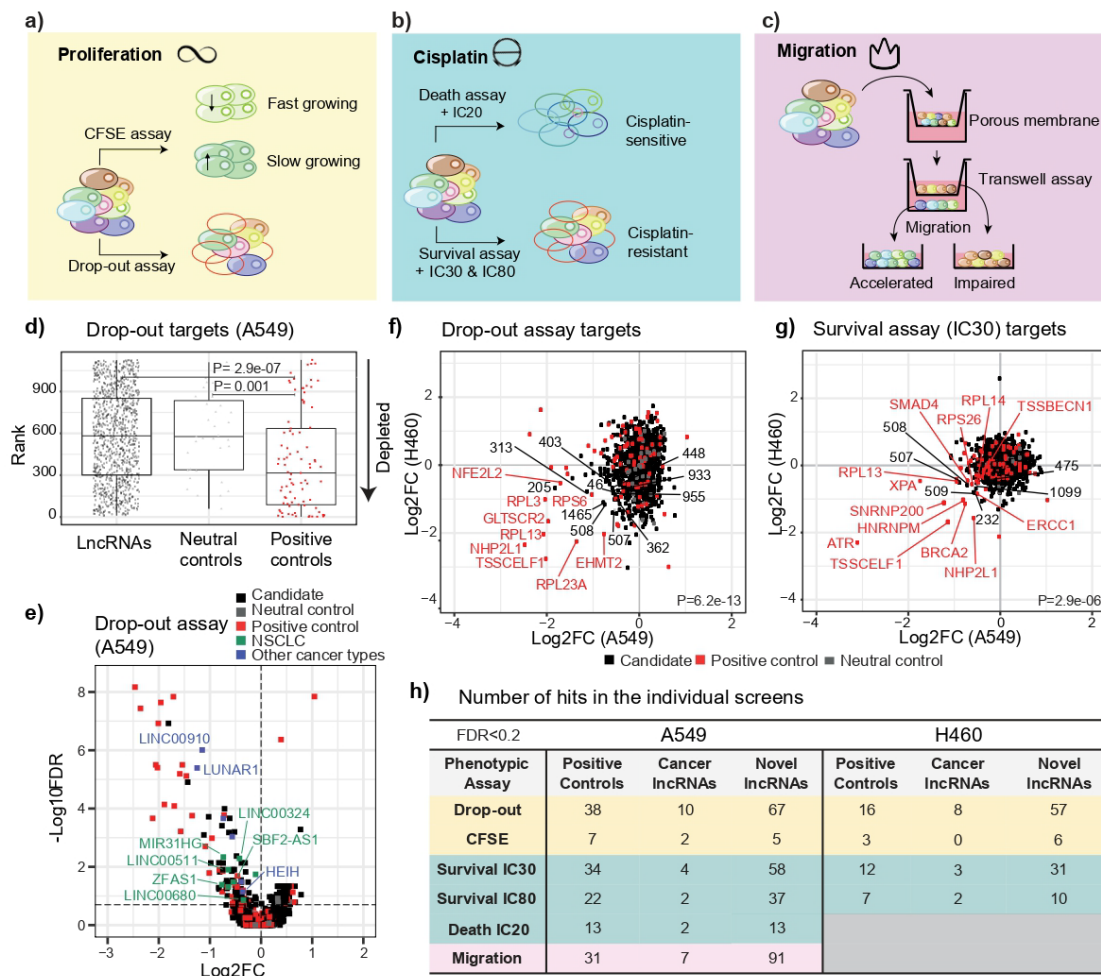 a)
Proliferation
CFSE assay
Fast growing
Slow growing
Drop-out assay
b)
Cisplatin
Death assay
+ IC20
Cisplatin-
sensitive
Survival assay
+ IC30 & IC80
Cisplatin-
resistant
c)
Migration
Porous membrane
Transwell assay
Migration
Accelerated
Impaired
d)
Drop-out targets (A549)
P= 2.9e-07
P= 0.001
900
600
300
0
Rank
Depleted
LncRNAs
Neutral
controls
Positive
controls
e)
Drop-out assay
(A549)
Candidate
Neutral control
Positive control
NSCLC
Other cancer types
8
6
4
2
0
-Log10FDR
LINC00910
LUNAR1
LINC00324
SBF2-AS1
MIR31HG
LINC00511
HEIH
ZFAS1
LINC00680
−3
−2
−1
0
1
2
Log2FC
f)
Drop-out assay targets
Log2FC (H460)
2
0
−2
−4
403
313
448
NFE2L2
46
933
205
955
RPL3
RPS6
1465
GLTSCR2
508
RPL13
507
362
NHP2L1
TSSCELF1
EHMT2
RPL23A
P=6.2e-13
−4
−2
0
2
Log2FC (A549)
g)
Survival assay (IC30) targets
Log2FC (H460)
2
0
−2
−4
RPL14
SMAD4
TSSBECN1
RPS26
508
507
475
RPL13
XPA
1099
509
SNRNP200
232
HNRNPM
ERCC1
ATR
BRCA2
TSSCELF1
NHP2L1
P=2.9e-06
−4
−2
0
2
Log2FC (A549)
Candidate
Positive control
Neutral control
h)
Number of hits in the individual screens
FDR<0.2 A549 H460
Phenotypic Positive Cancer Novel Positive Cancer Novel
Assay Controls lncRNAs lncRNAs Controls lncRNAs lncRNAs
Drop-out 38 10 67 16 8 57
CFSE 7 2 5 3 0 6
Survival IC30 34 4 58 12 3 31
Survival IC80 22 2 37 7 2 10
Death IC20 13 2 13
Migration 31 7 91